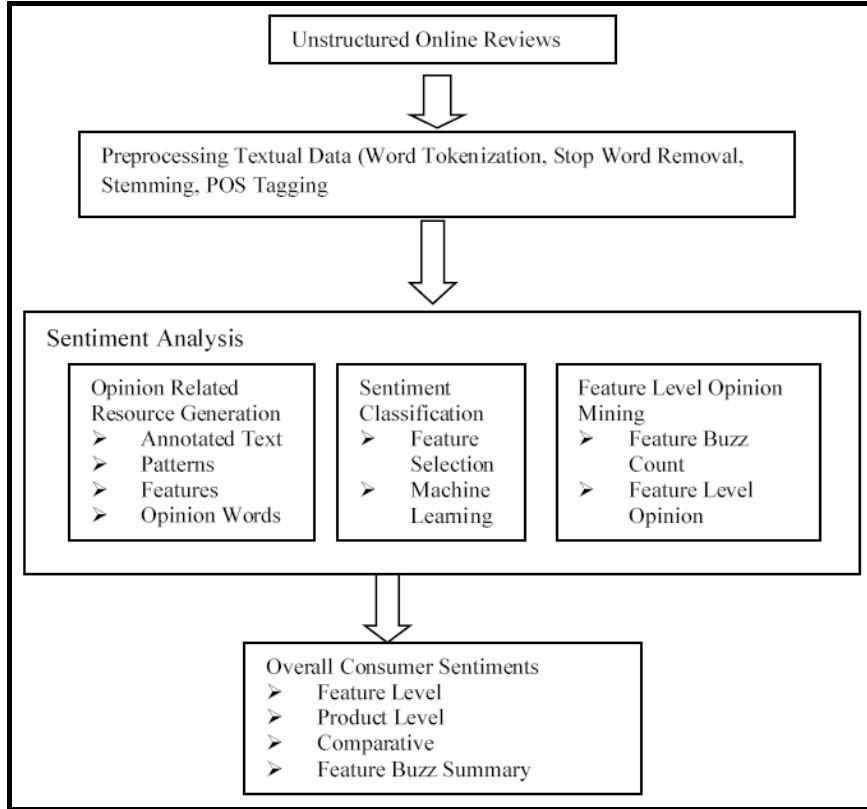 Unstructured Online Reviews
Preprocessing Textual Data (Word Tokenization, Stop Word Removal,
Stemming, POS Tagging
Sentiment Analysis
Opinion Related
Resource Generation
➢ Annotated Text
➢ Patterns
➢ Features
➢ Opinion Words
Sentiment
Classification
➢ Feature
Selection
➢ Machine
Learning
Feature Level Opinion
Mining
➢ Feature Buzz
Count
➢ Feature Level
Opinion
Overall Consumer Sentiments
➢ Feature Level
➢ Product Level
➢ Comparative
➢ Feature Buzz Summary